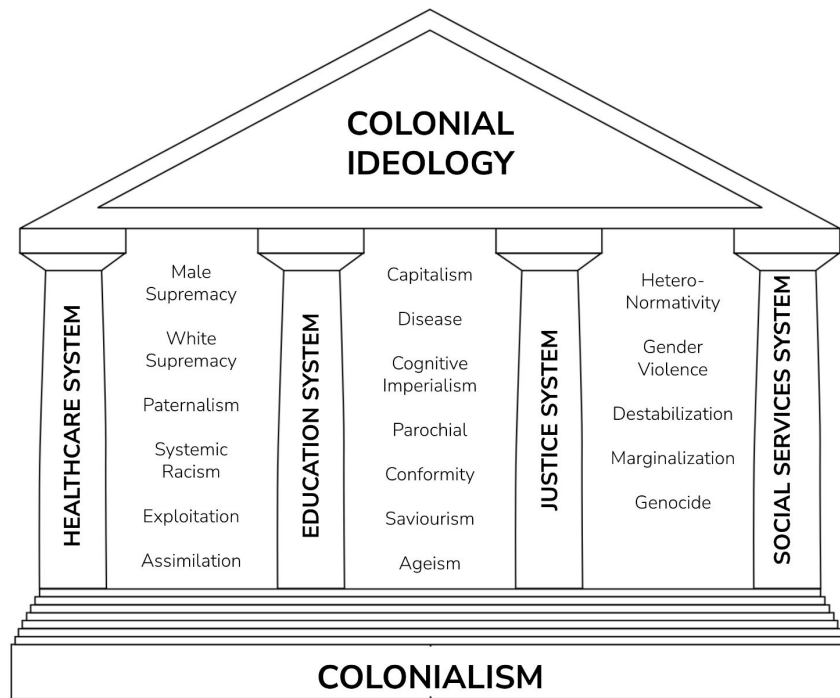 COLONIAL
IDEOLOGY
HEALTHCARE SYSTEM
Male
Supremacy
White
Supremacy
Paternalism
Systemic
Racism
Exploitation
Assimilation
EDUCATION SYSTEM
Capitalism
Disease
Cognitive
Imperialism
Parochial
Conformity
Saviourism
Ageism
JUSTICE SYSTEM
Hetero-
Normativity
Gender
Violence
Destabilization
Marginalization
Genocide
SOCIAL SERVICES SYSTEM
COLONIALISM